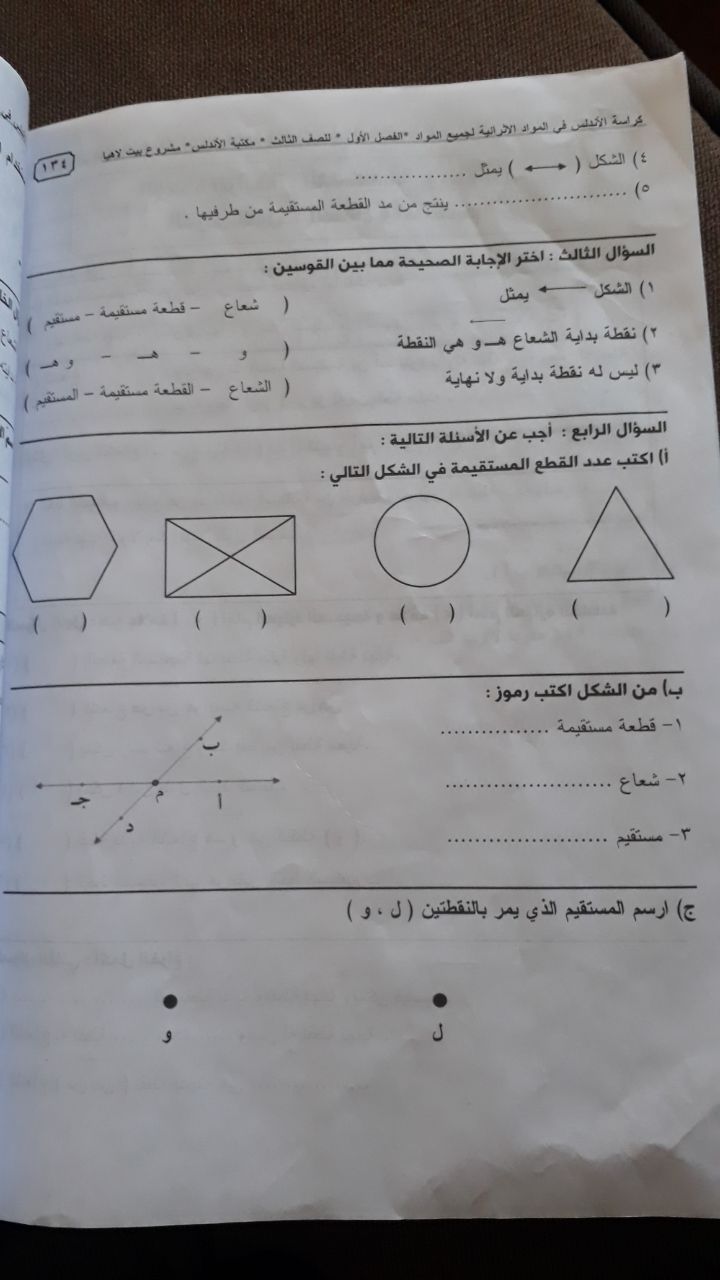 كراسة الأندلس في المواد الاثرائية لجميع المواد *الفصل الأول * للصف الثالث * مكتبة الأندلس* مشروع بيت لاهيا
١٣٤
٤) الشكل ( ) يمثل ..................
٥) ........................... ينتج من مد القطعة المستقيمة من طرفيها .
السؤال الثالث : اختر الإجابة الصحيحة مما بين القوسين :
١) الشكل يمثل ( شعاع – قطعة مستقيمة – مستقيم )
٢) نقطة بداية الشعاع هـ و هي النقطة ( و – هـ – و هـ )
٣) ليس له نقطة بداية ولا نهاية ( الشعاع – القطعة مستقيمة – المستقيم )
السؤال الرابع : أجب عن الأسئلة التالية :
أ) اكتب عدد القطع المستقيمة في الشكل التالي :
( ) ( ) ( ) ( )
ب) من الشكل اكتب رموز :
١- قطعة مستقيمة ................
٢- شعاع ........................
٣- مستقيم .......................
ب
جـ
م
أ
د
ج) ارسم المستقيم الذي يمر بالنقطتين ( ل ، و )
ل
و